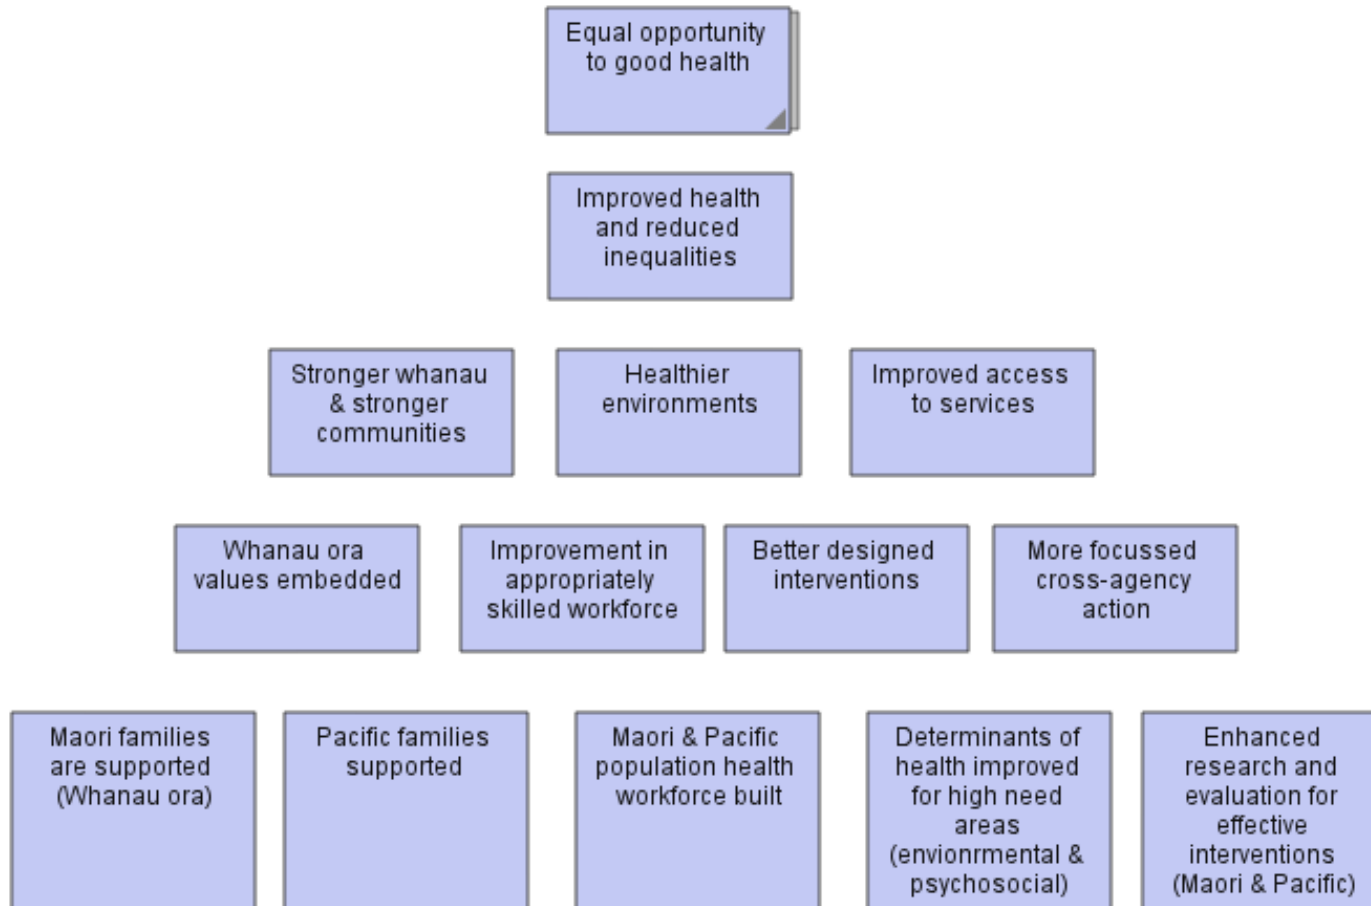 Equal opportunity
to good health
Improved health
and reduced
inequalities
Stronger whanau
& stronger
communities
Healthier
environments
Improved access
to services
Whanau ora
values embedded
Improvement in
appropriately
skilled workforce
Better designed
interventions
More focussed
cross-agency
action
Maori families
are supported
(Whanau ora)
Pacific families
supported
Maori & Pacific
population health
workforce built
Determinants of
health improved
for high need
areas
(envionrmental &
psychosocial)
Enhanced
research and
evaluation for
effective
interventions
(Maori & Pacific)